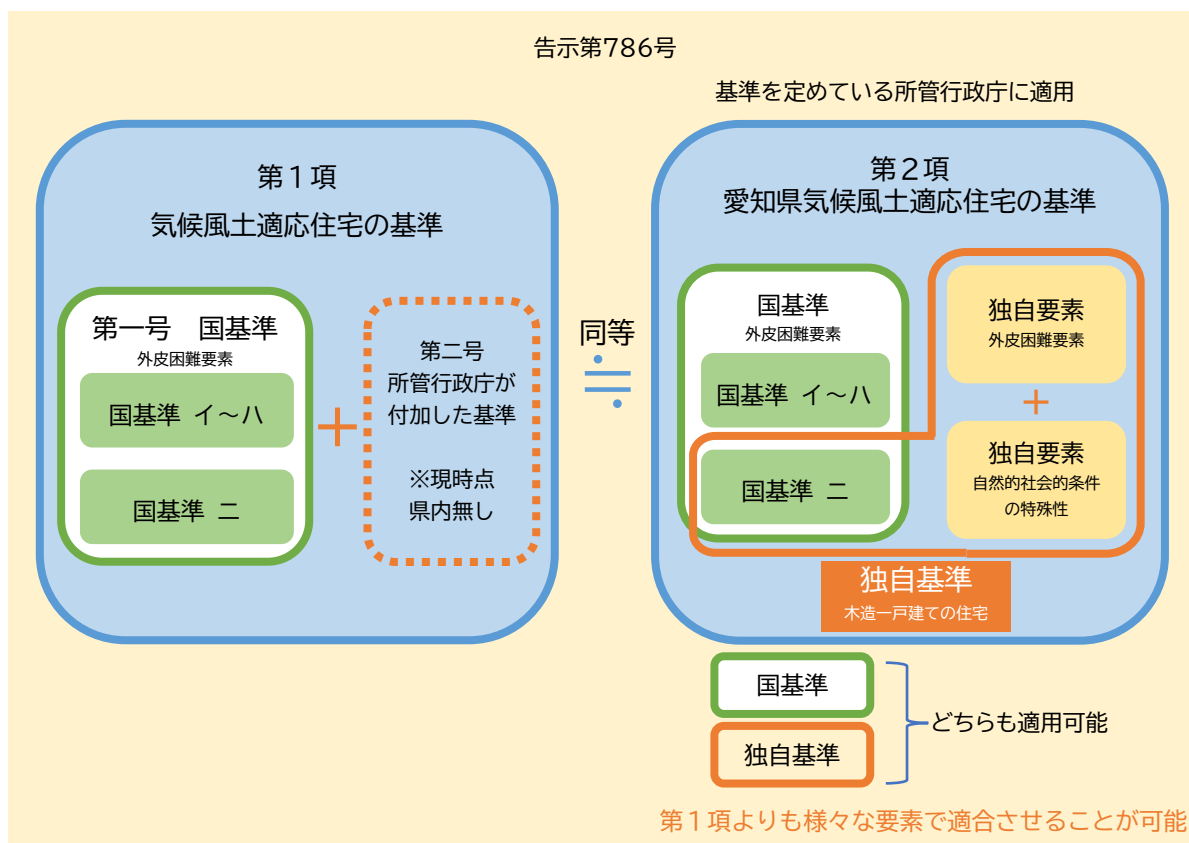 告示第786号
基準を定めている所管行政庁に適用
第1項
気候風土適応住宅の基準
第一号　国基準
外皮困難要素
国基準 イ～ハ
国基準 ニ
＋
第二号
所管行政庁が
付加した基準
※現時点
県内無し
同等
≒
第2項
愛知県気候風土適応住宅の基準
国基準
外皮困難要素
国基準 イ～ハ
国基準 ニ
独自要素
外皮困難要素
＋
独自要素
自然的社会的条件
の特殊性
独自基準
木造一戸建ての住宅
国基準
独自基準
どちらも適用可能
第1項よりも様々な要素で適合させることが可能